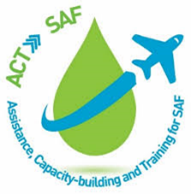 ACT SAF
Assistance, Capacity-building and Training for SAF